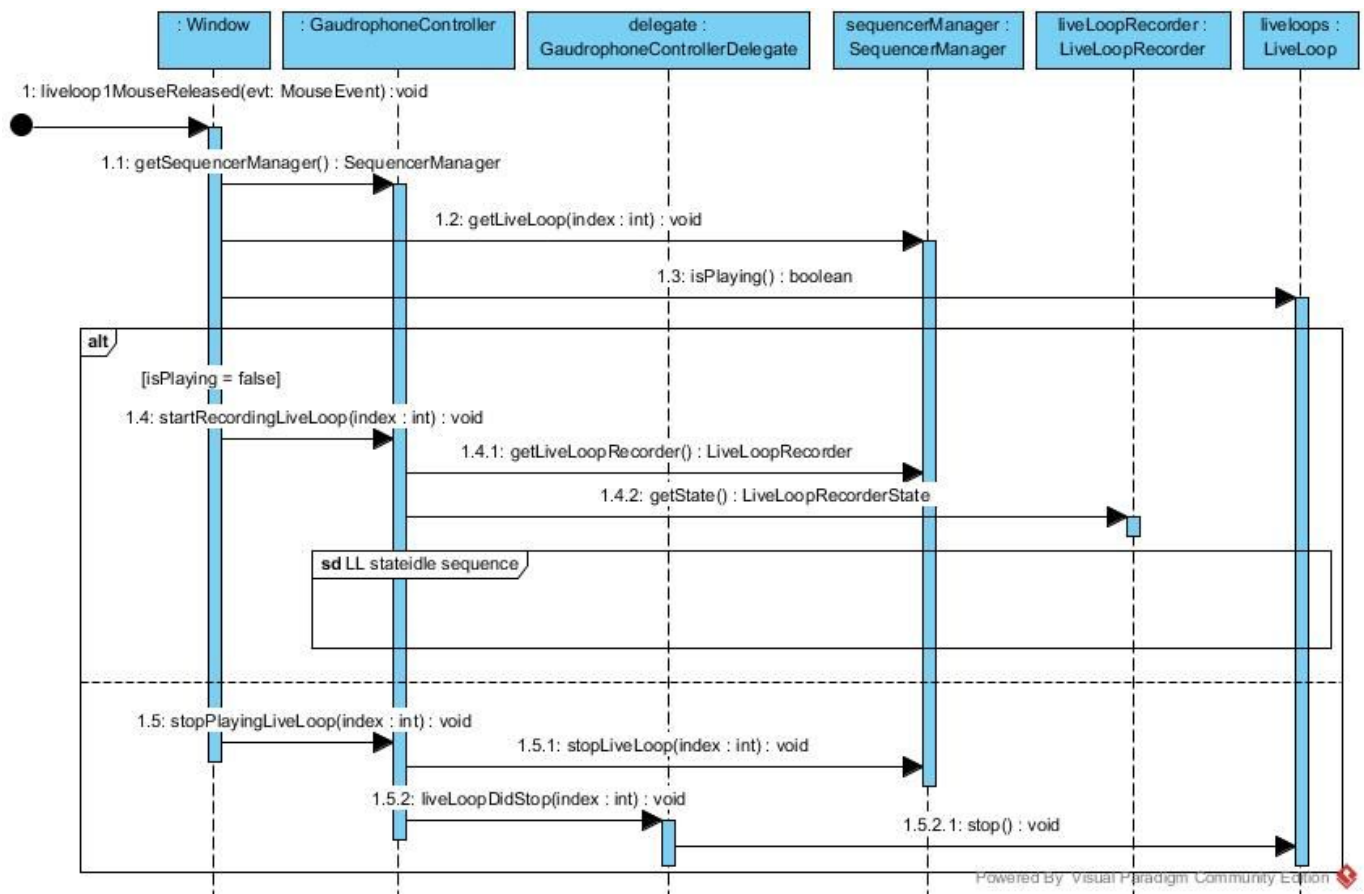 : Window
: GaudrophoneController
delegate :
GaudrophoneControllerDelegate
sequencerManager :
SequencerManager
liveLoopRecorder :
LiveLoopRecorder
liveloops :
LiveLoop
1: liveloop1MouseReleased(evt: MouseEvent) : void
1.1: getSequencerManager() : SequencerManager
1.2: getLiveLoop(index : int) : void
1.3: isPlaying() : boolean
alt
[isPlaying = false]
1.4: startRecordingLiveLoop(index : int) : void
1.4.1: getLiveLoopRecorder() : LiveLoopRecorder
1.4.2: getState() : LiveLoopRecorderState
sd LL stateidle sequence
1.5: stopPlayingLiveLoop(index : int) : void
1.5.1: stopLiveLoop(index : int) : void
1.5.2: liveLoopDidStop(index : int) : void
1.5.2.1: stop() : void
Powered By Visual Paradigm Community Edition